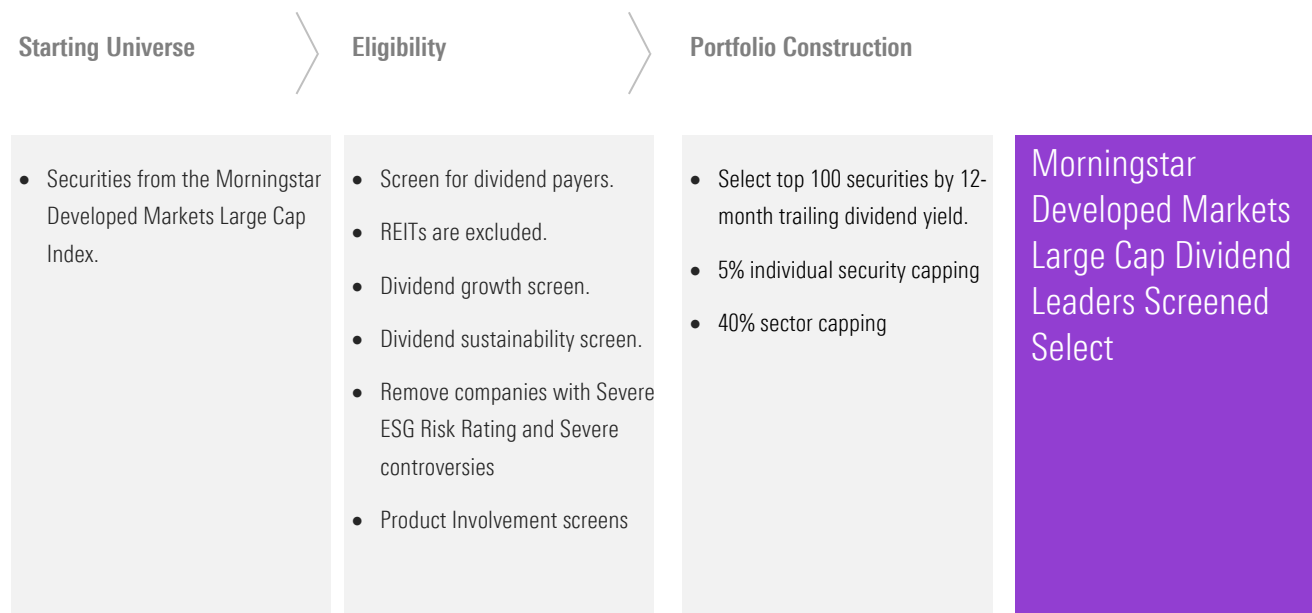 Starting Universe
Eligibility
Portfolio Construction
• Securities from the Morningstar
Developed Markets Large Cap
Index.
• Screen for dividend payers.
• REITs are excluded.
• Dividend growth screen.
• Dividend sustainability screen.
• Remove companies with Severe
ESG Risk Rating and Severe
controversies
• Product Involvement screens
• Select top 100 securities by 12-
month trailing dividend yield.
• 5% individual security capping
• 40% sector capping
Morningstar
Developed Markets
Large Cap Dividend
Leaders Screened
Select